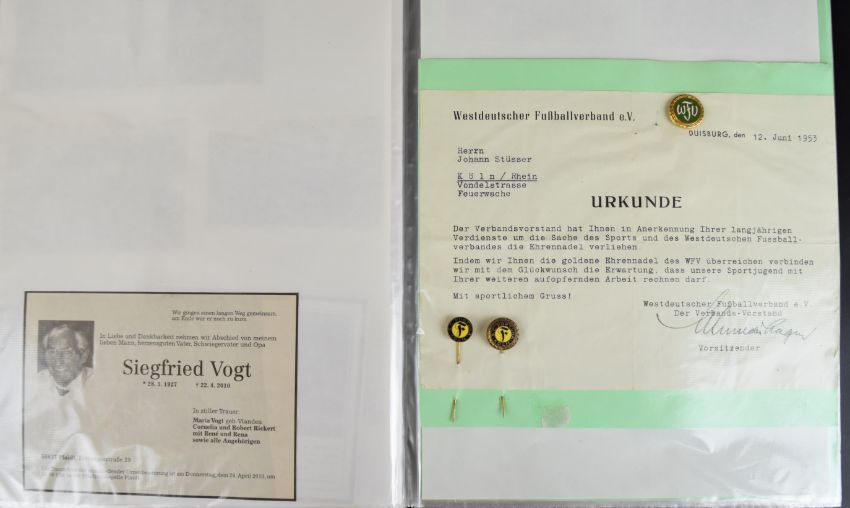 Wir gingen einen langen Weg gemeinsam,
am Ende war er noch zu kurz.
In Liebe und Dankbarkeit nehmen wir Abschied von meinem
lieben Mann, herzensguten Vater, Schwiegervater und Opa
Siegfried Vogt
* 28. 1. 1927 † 22. 4. 2010
In stiller Trauer:
Maria Vogt geb. Vianden
Cornelia und Robert Rickert
mit René und Rena
sowie alle Angehörigen
Westdeutscher Fußballverband e.V.
WFV
DUISBURG, den 12. Juni 1953
Herrn
Johann Stüsser
Köln/Rhein
Vondelstrasse
Feuerwache
URKUNDE
Der Verbandsvorstand hat Ihnen in Anerkennung Ihrer langjährigen
Verdienste um die Sache des Sports und des Westdeutschen Fussball-
verbandes die Ehrennadel verliehen.
Indem wir Ihnen die goldene Ehrennadel des WFV überreichen verbinden
wir mit dem Glückwunsch die Erwartung, dass unsere Sportjugend mit
Ihrer weiteren aufopfernden Arbeit rechnen darf.
Mit sportlichem Gruss!
Westdeutscher Fußballverband e.V.
Der Verbands-Vorstand
Vorsitzender